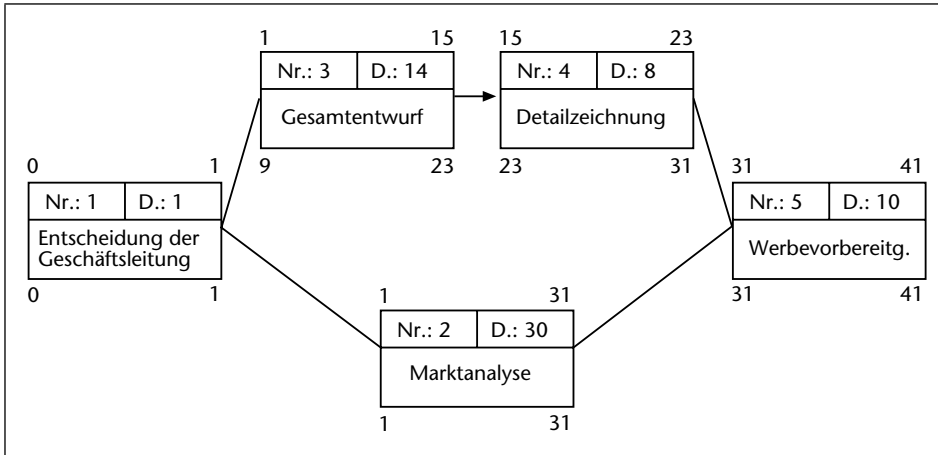 1 15
Nr.: 3 D.: 14
Gesamtentwurf
9 23
15 23
Nr.: 4 D.: 8
Detailzeichnung
23 31
0 1
Nr.: 1 D.: 1
Entscheidung der
Geschäftsleitung
0 1
31 41
Nr.: 5 D.: 10
Werbevorbereitg.
31 41
1 31
Nr.: 2 D.: 30
Marktanalyse
1 31